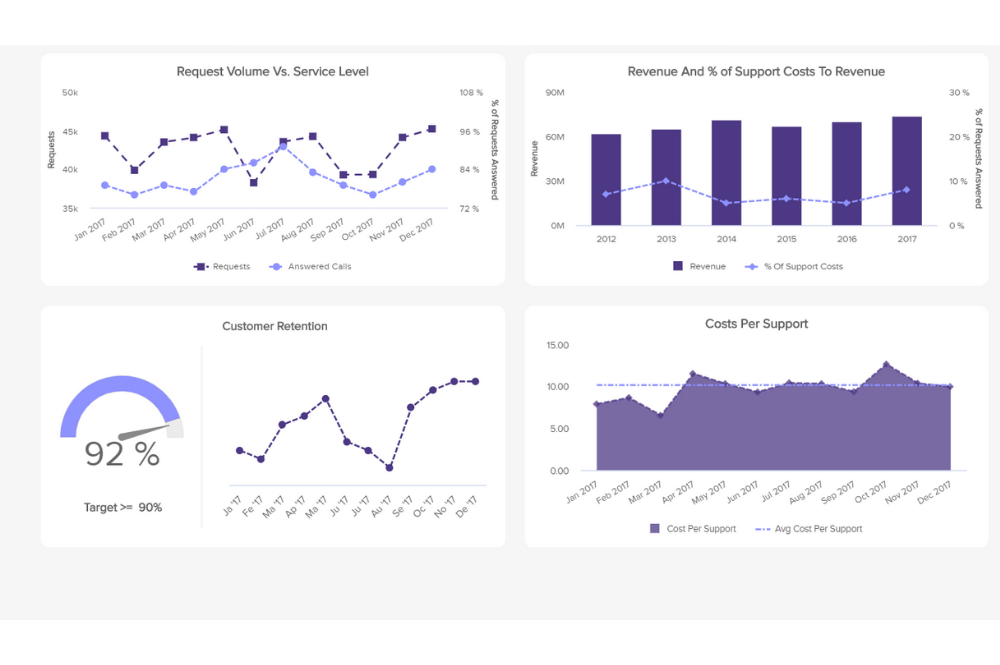 Request Volume Vs. Service Level
50k
45k
40k
35k
Requests
108 %
96 %
84 %
72 %
% of Requests Answered
Jan 2017
Feb 2017
Mar 2017
Apr 2017
May 2017
Jun 2017
Jul 2017
Aug 2017
Sep 2017
Oct 2017
Nov 2017
Dec 2017
Requests
Answered Calls
Revenue And % of Support Costs To Revenue
90M
60M
30M
0M
Revenue
30 %
20 %
10 %
0 %
% of Requests Answered
2012 2013 2014 2015 2016 2017
Revenue
% Of Support Costs
Customer Retention
92 %
Target >= 90%
Ja '17
Fe '17
Ma '17
Ap '17
Ma '17
Ju '17
Ju '17
Au '17
Se '17
Oc '17
No '17
De '17
Costs Per Support
15.00
10.00
5.00
0.00
Jan 2017
Feb 2017
Mar 2017
Apr 2017
May 2017
Jun 2017
Jul 2017
Aug 2017
Sep 2017
Oct 2017
Nov 2017
Dec 2017
Cost Per Support
Avg Cost Per Support